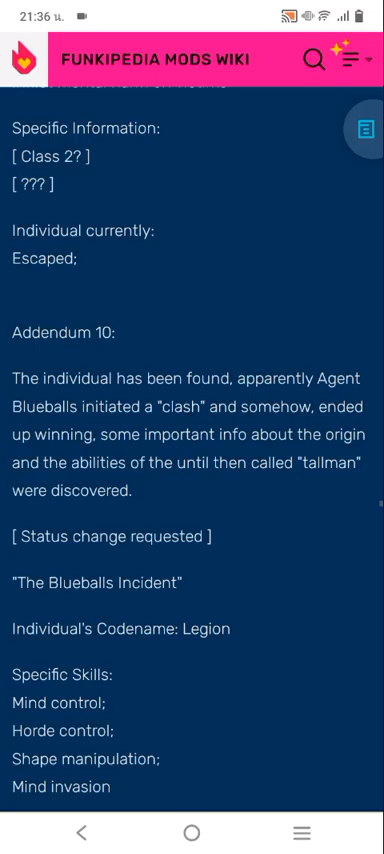 21:36 น.
FUNKIPEDIA MODS WIKI
Specific Information:
[ Class 2? ]
[ ??? ]
Individual currently:
Escaped;
Addendum 10:
The individual has been found, apparently Agent
Blueballs initiated a "clash" and somehow, ended
up winning, some important info about the origin
and the abilities of the until then called "tallman"
were discovered.
[ Status change requested ]
"The Blueballs Incident"
Individual's Codename: Legion
Specific Skills:
Mind control;
Horde control;
Shape manipulation;
Mind invasion